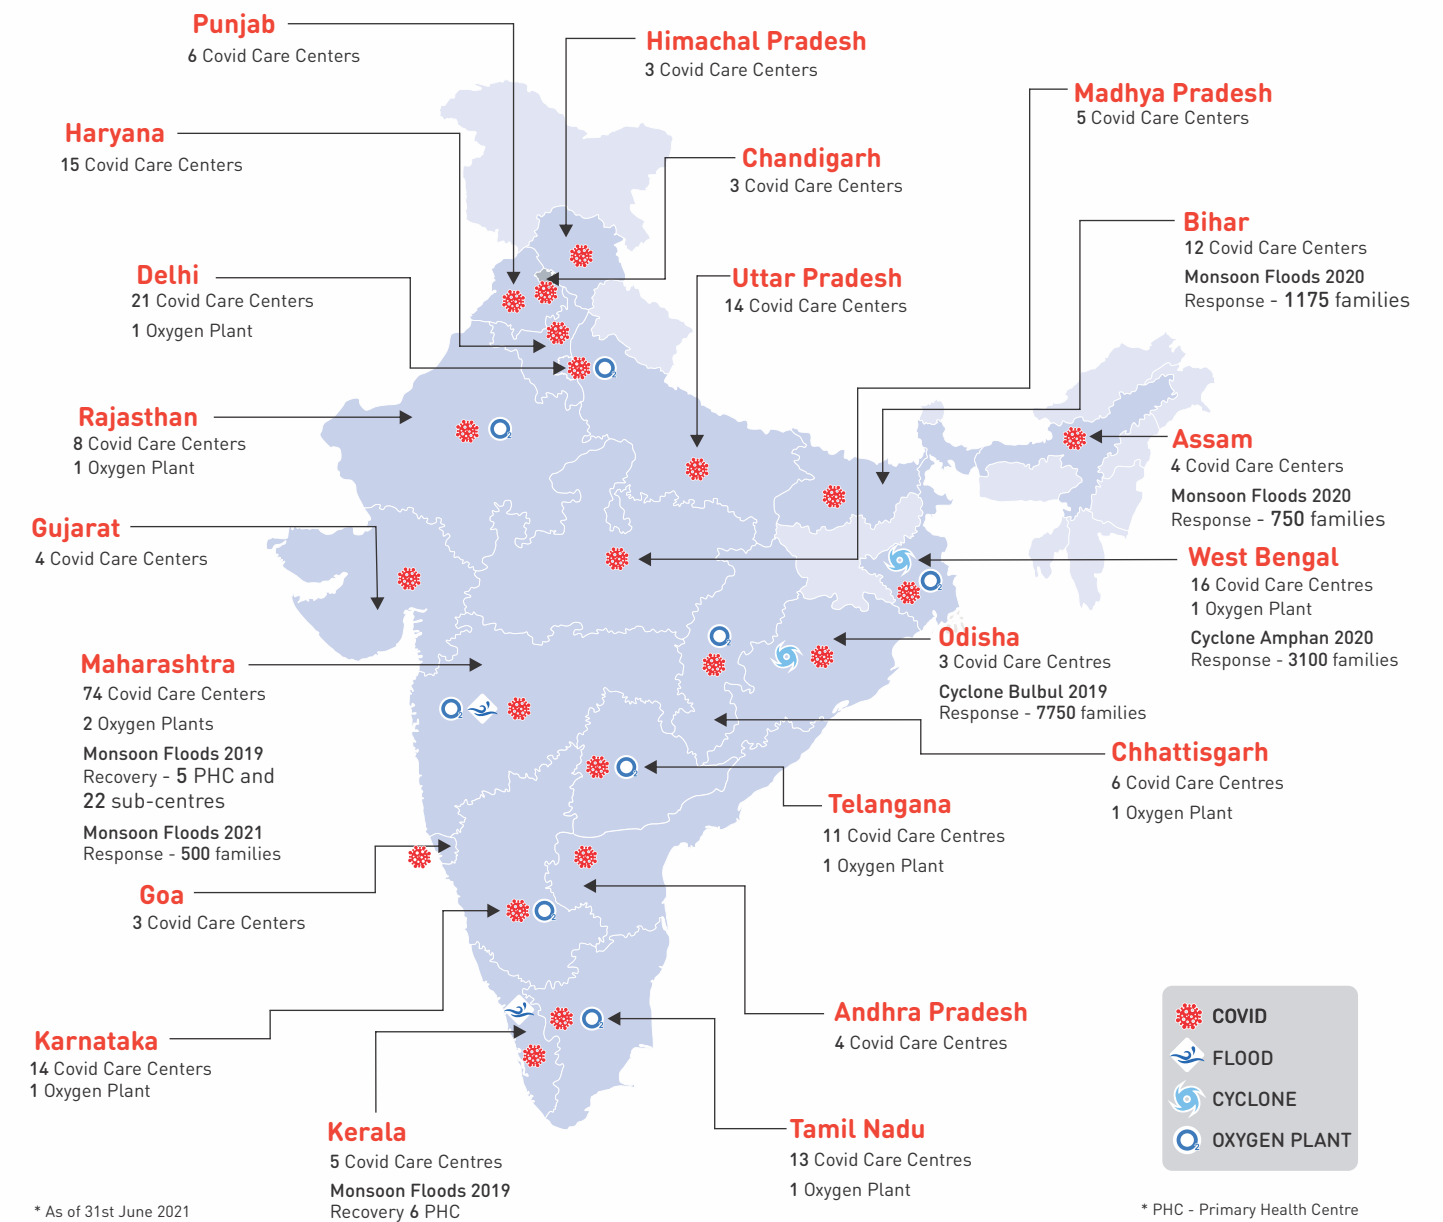 Punjab
6 Covid Care Centers
Himachal Pradesh
3 Covid Care Centers
Madhya Pradesh
5 Covid Care Centers
Haryana
15 Covid Care Centers
Chandigarh
3 Covid Care Centers
Bihar
12 Covid Care Centers
Monsoon Floods 2020
Response - 1175 families
Delhi
21 Covid Care Centers
1 Oxygen Plant
Uttar Pradesh
14 Covid Care Centers
Rajasthan
8 Covid Care Centers
1 Oxygen Plant
Assam
4 Covid Care Centers
Monsoon Floods 2020
Response - 750 families
Gujarat
4 Covid Care Centers
West Bengal
16 Covid Care Centres
1 Oxygen Plant
Cyclone Amphan 2020
Response - 3100 families
Odisha
3 Covid Care Centres
Cyclone Bulbul 2019
Response - 7750 families
Maharashtra
74 Covid Care Centers
2 Oxygen Plants
Monsoon Floods 2019
Recovery - 5 PHC and
22 sub-centres
Monsoon Floods 2021
Response - 500 families
Chhattisgarh
6 Covid Care Centres
1 Oxygen Plant
Telangana
11 Covid Care Centres
1 Oxygen Plant
Goa
3 Covid Care Centers
Andhra Pradesh
4 Covid Care Centres
Karnataka
14 Covid Care Centers
1 Oxygen Plant
Kerala
5 Covid Care Centres
Monsoon Floods 2019
Recovery 6 PHC
Tamil Nadu
13 Covid Care Centres
1 Oxygen Plant
COVID
FLOOD
CYCLONE
2 OXYGEN PLANT
2
2
2
2
2
2
2
2
* As of 31st June 2021
* PHC - Primary Health Centre